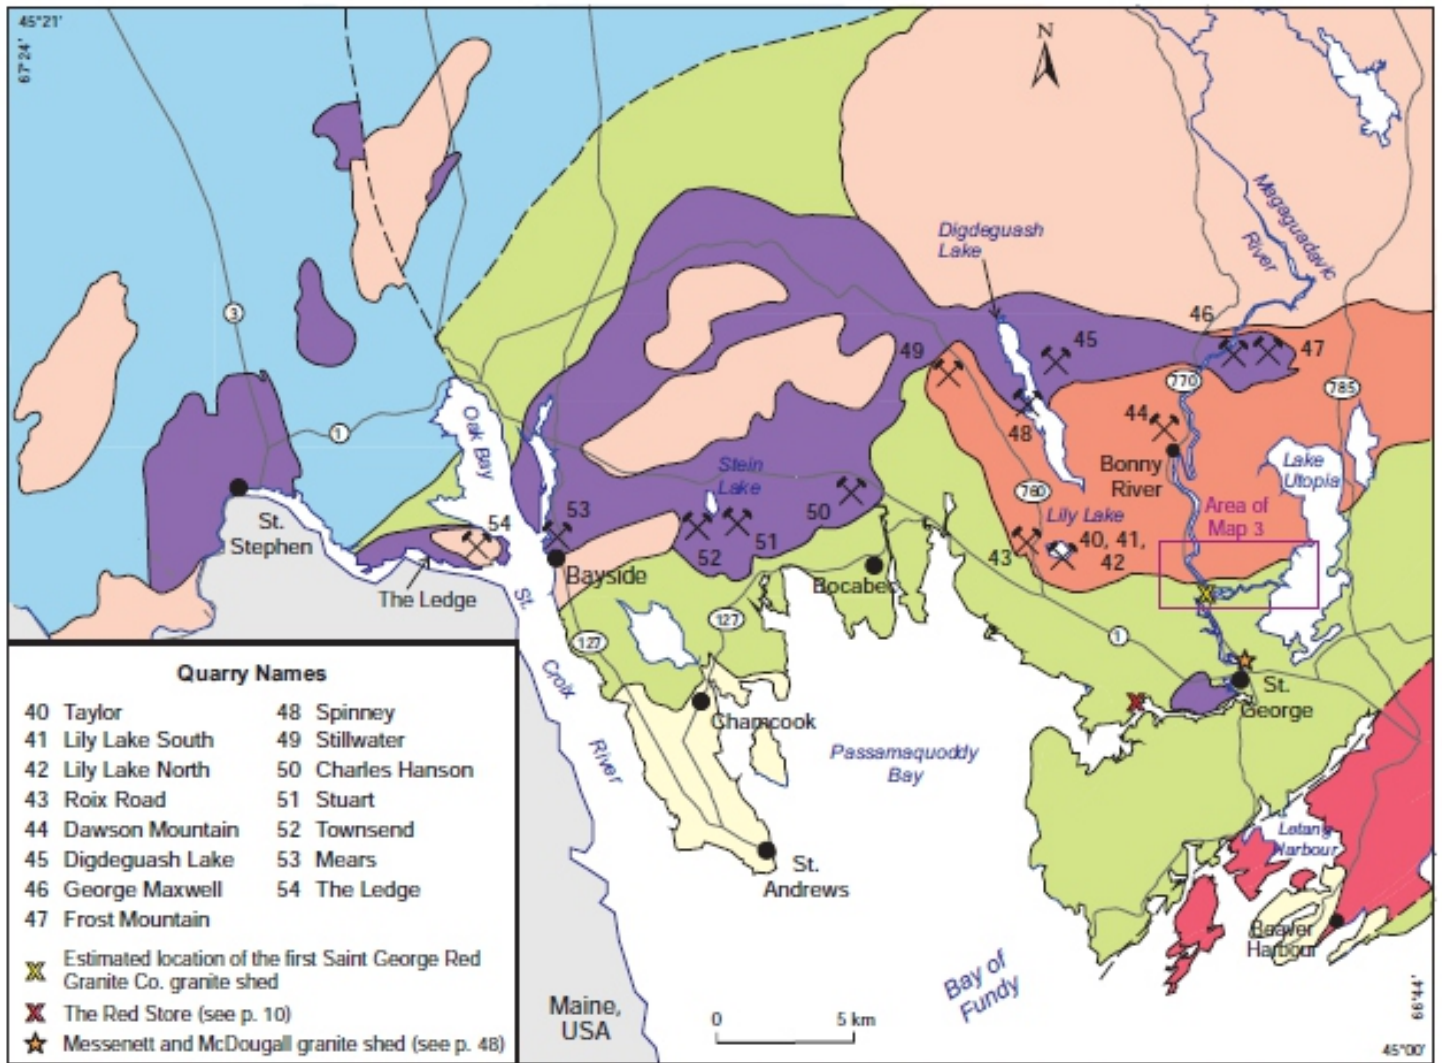 45°21'
67°24'
N
Magaguadavic
River
Digdeguash
Lake
46
45
47
49
3
770
785
44
48
1
Oak Bay
Bonny
River
Lake
Utopia
Stein
Lake
760
Area of
Map 3
53
50
Lily Lake
54
51
40, 41,
42
43
52
St.
Stephen
Bayside
Bocabec
The Ledge
St.
Croix
River
127
127
1
St.
George
Chamcook
Passamaquoddy
Bay
Letang
Harbour
St.
Andrews
Beaver
Harbour
Bay of
Fundy
Maine,
USA
0 5 km
66°44'
45°00'
Quarry Names
40 Taylor
41 Lily Lake South
42 Lily Lake North
43 Roix Road
44 Dawson Mountain
45 Digdeguash Lake
46 George Maxwell
47 Frost Mountain
48 Spinney
49 Stillwater
50 Charles Hanson
51 Stuart
52 Townsend
53 Mears
54 The Ledge
Estimated location of the first Saint George Red
Granite Co. granite shed
The Red Store (see p. 10)
Messenett and McDougall granite shed (see p. 48)